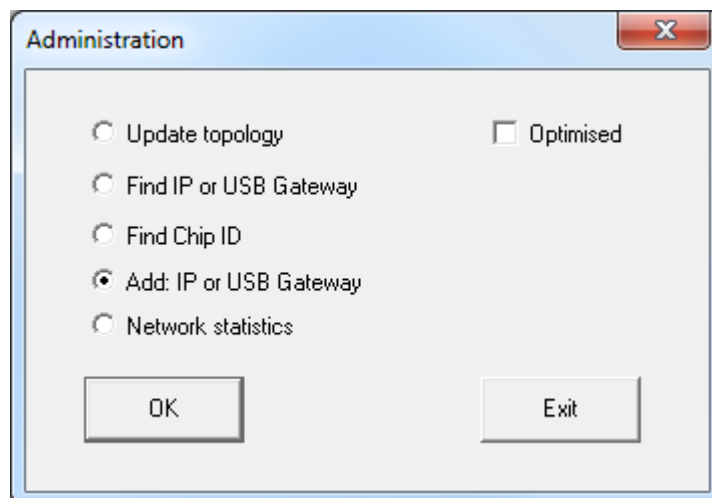 Administration
Update topology
Optimised
Find IP or USB Gateway
Find Chip ID
Add: IP or USB Gateway
Network statistics
OK
Exit